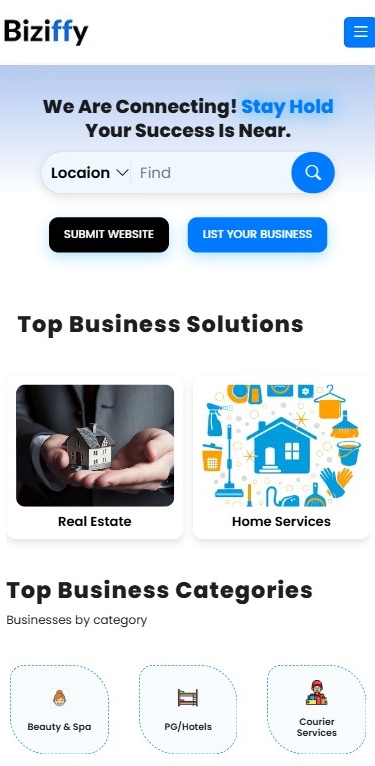 Biziffy
We Are Connecting! Stay Hold
Your Success Is Near.
Locaion Find
SUBMIT WEBSITE LIST YOUR BUSINESS
Top Business Solutions
Real Estate Home Services
Top Business Categories
Businesses by category
Beauty & Spa PG/Hotels Courier
Services